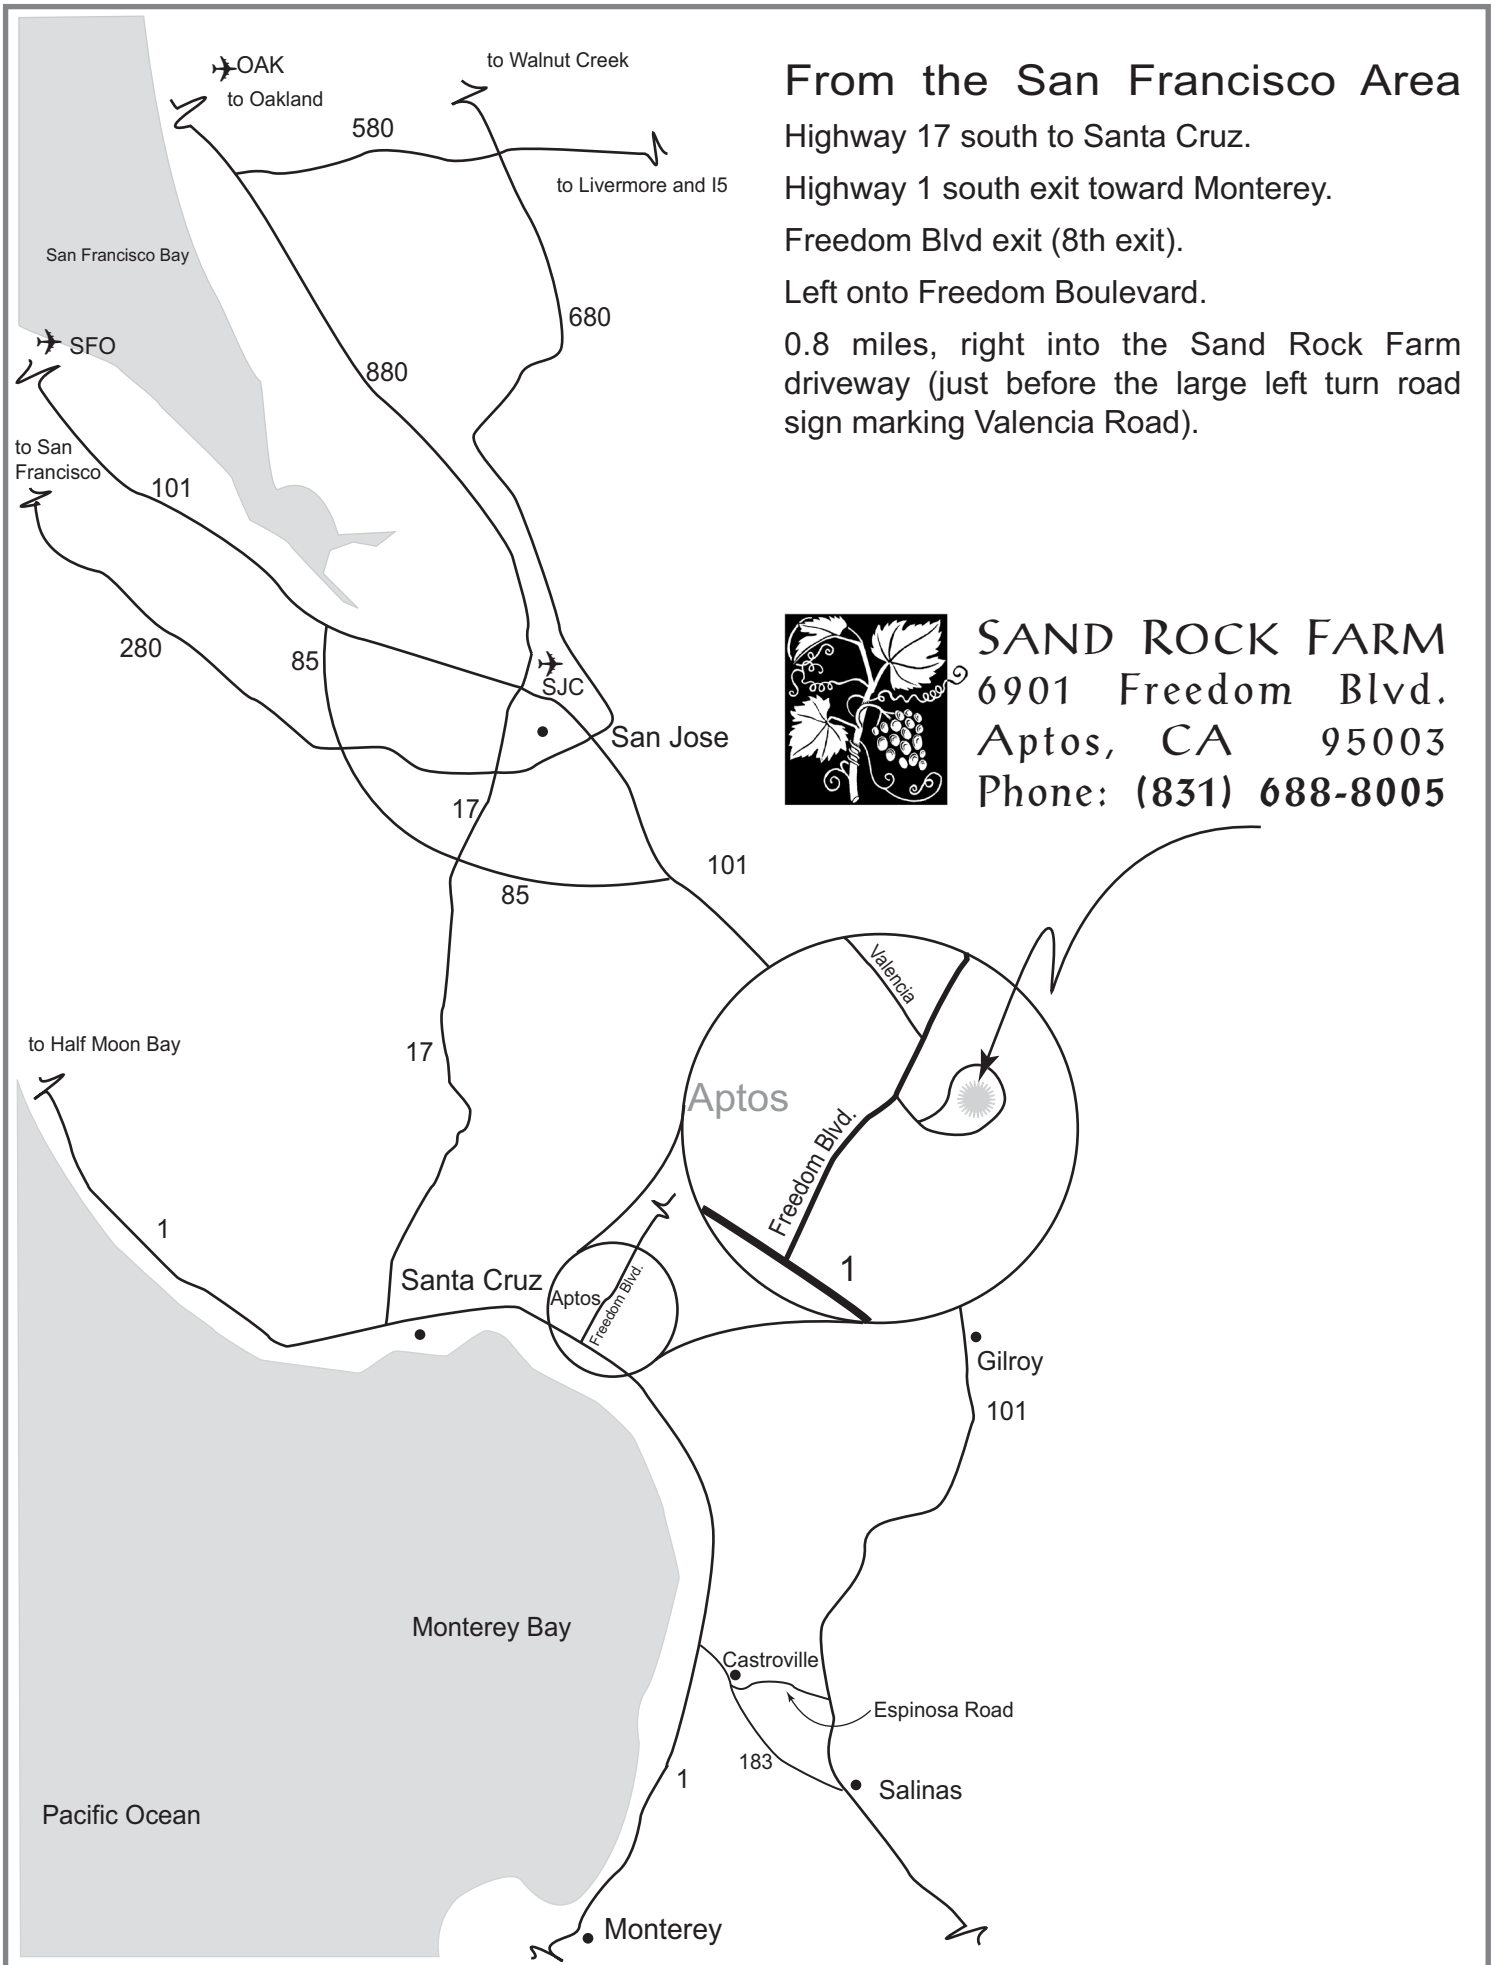 From the San Francisco Area
Highway 17 south to Santa Cruz.
Highway 1 south exit toward Monterey.
Freedom Blvd exit (8th exit).
Left onto Freedom Boulevard.
0.8 miles, right into the Sand Rock Farm
driveway (just before the large left turn road
sign marking Valencia Road).
SAND ROCK FARM
6901 Freedom Blvd.
Aptos, CA 95003
Phone: (831) 688-8005
OAK
to Oakland
to Walnut Creek
580
to Livermore and I5
San Francisco Bay
680
SFO
880
to San
Francisco
101
280
85
SJC
San Jose
17
101
85
Valencia
17
to Half Moon Bay
Aptos
Freedom Blvd.
1
1
Santa Cruz
Aptos
Freedom Blvd.
Gilroy
101
Monterey Bay
Castroville
Espinosa Road
183
1
Salinas
Pacific Ocean
Monterey